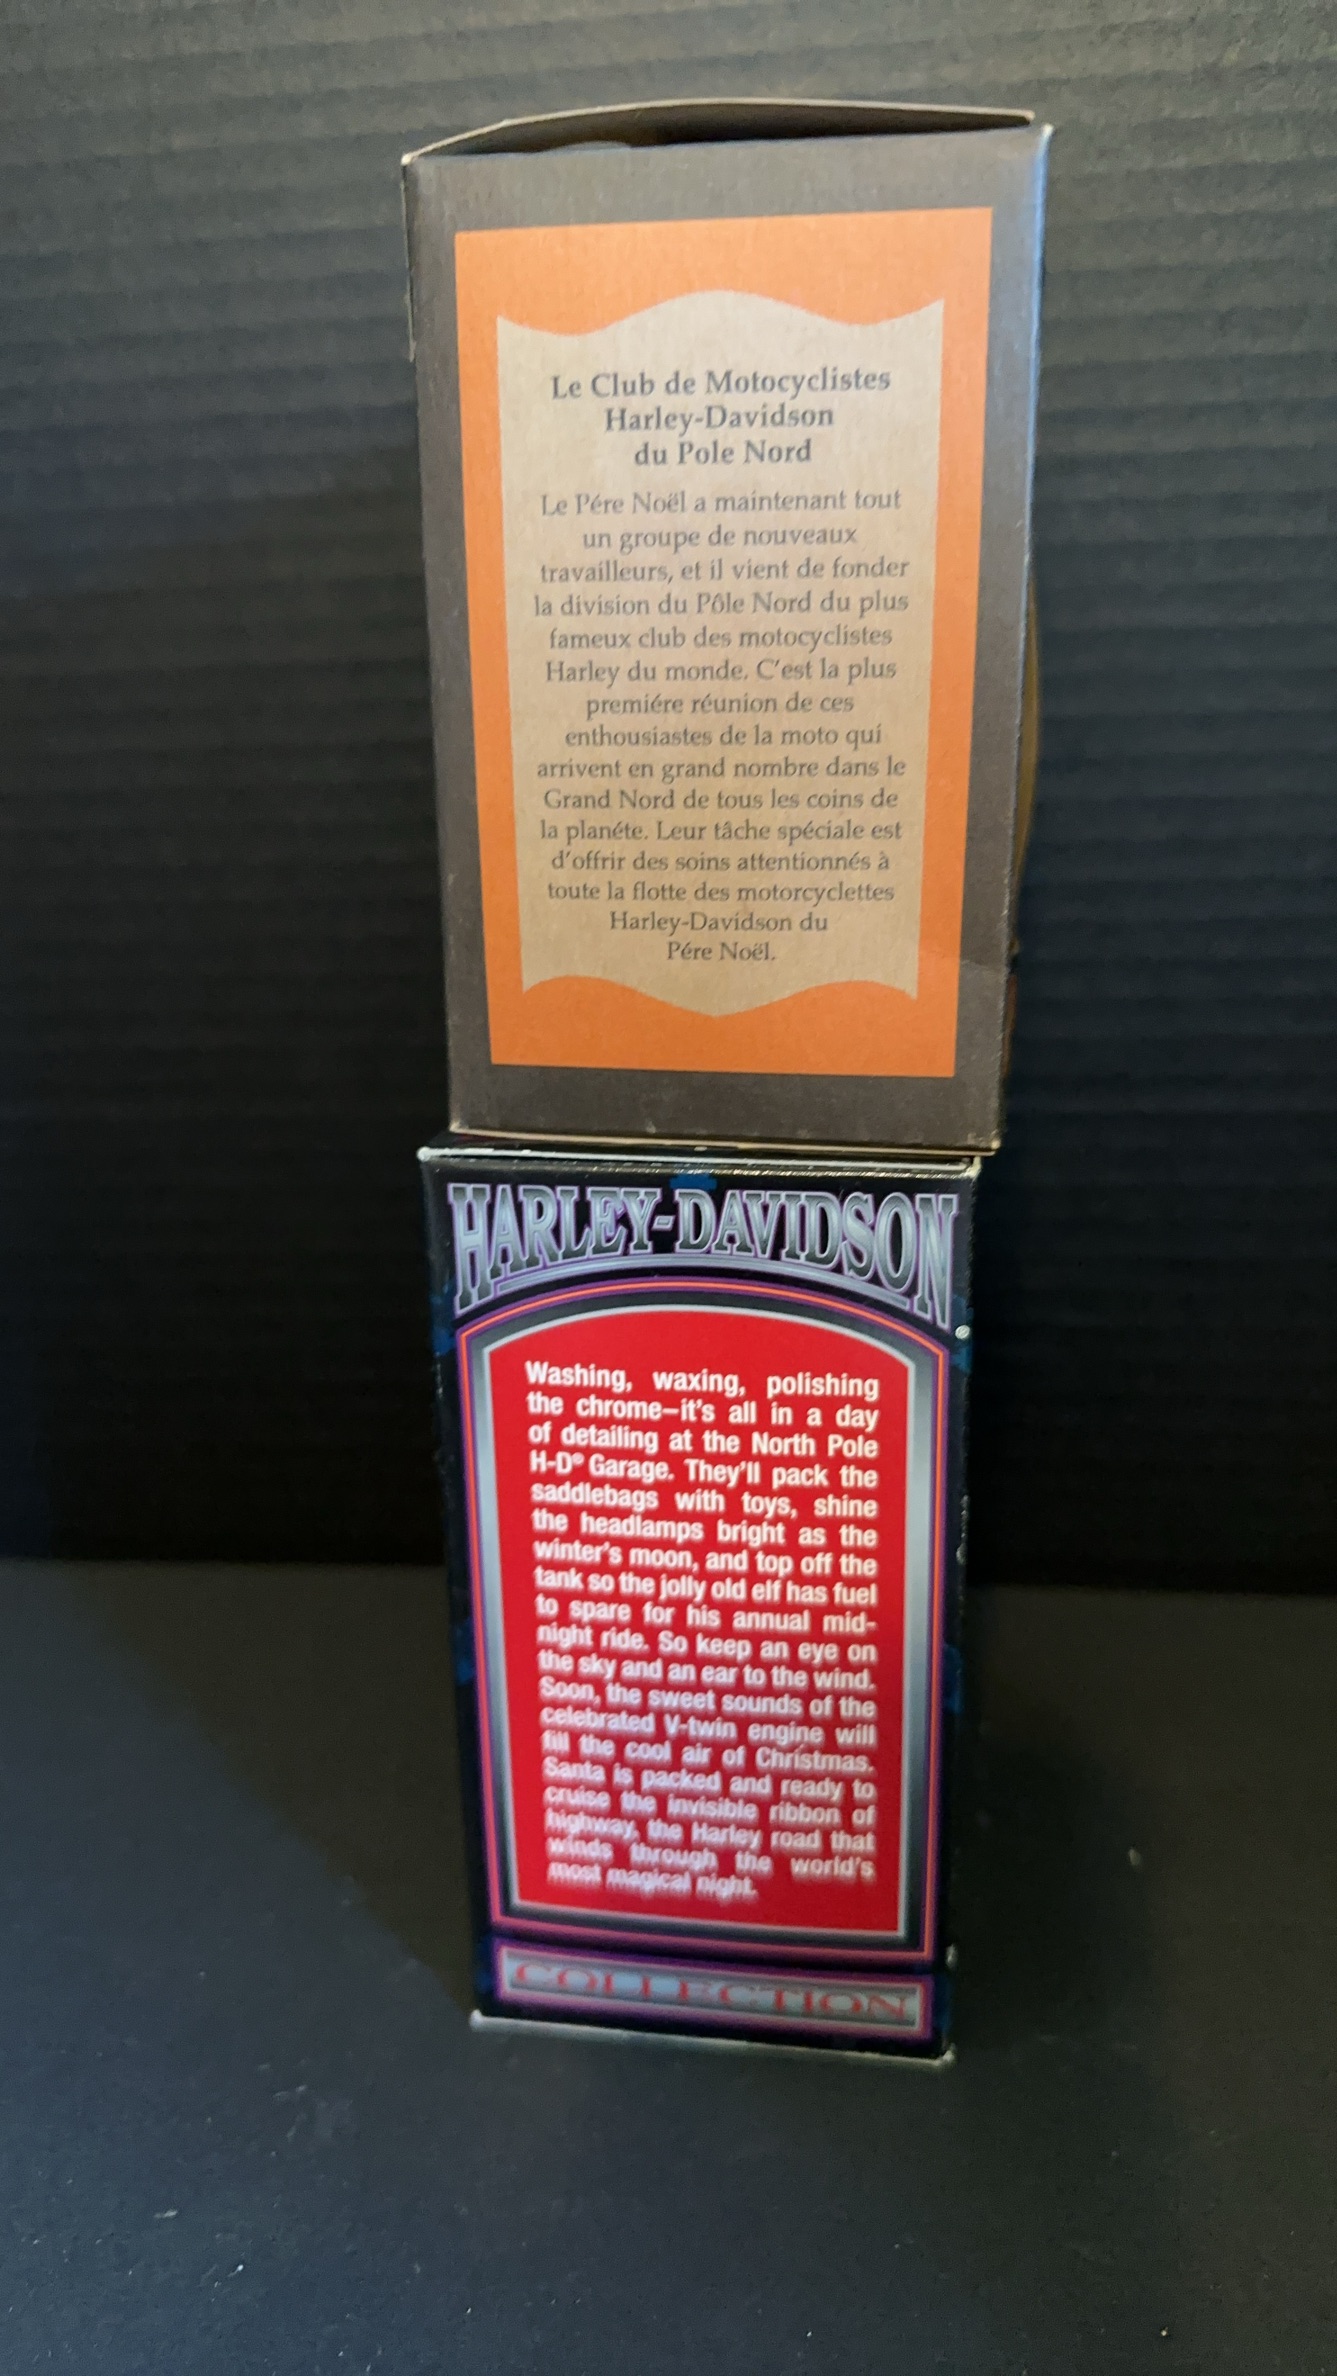 Le Club de Motocyclistes
Harley-Davidson
du Pole Nord
Le Pére Noël a maintenant tout
un groupe de nouveaux
travailleurs, et il vient de fonder
la division du Pôle Nord du plus
fameux club des motocyclistes
Harley du monde. C'est la plus
premiére réunion de ces
enthousiastes de la moto qui
arrivent en grand nombre dans le
Grand Nord de tous les coins de
la planéte. Leur tâche spéciale est
d'offrir des soins attentionnés à
toute la flotte des motorcyclettes
Harley-Davidson du
Pére Noël.
HARLEY-DAVIDSON®
Washing, waxing, polishing
the chrome–it's all in a day
of detailing at the North Pole
H-D® Garage. They'll pack the
saddlebags with toys, shine
the headlamps bright as the
winter's moon, and top off the
tank so the jolly old elf has fuel
to spare for his annual mid-
night ride. So keep an eye on
the sky and an ear to the wind.
Soon, the sweet sounds of the
celebrated V-twin engine will
fill the cool air of Christmas.
Santa is packed and ready to
cruise the invisible ribbon of
highway, the Harley road that
winds through the world's
most magical night.
COLLECTION